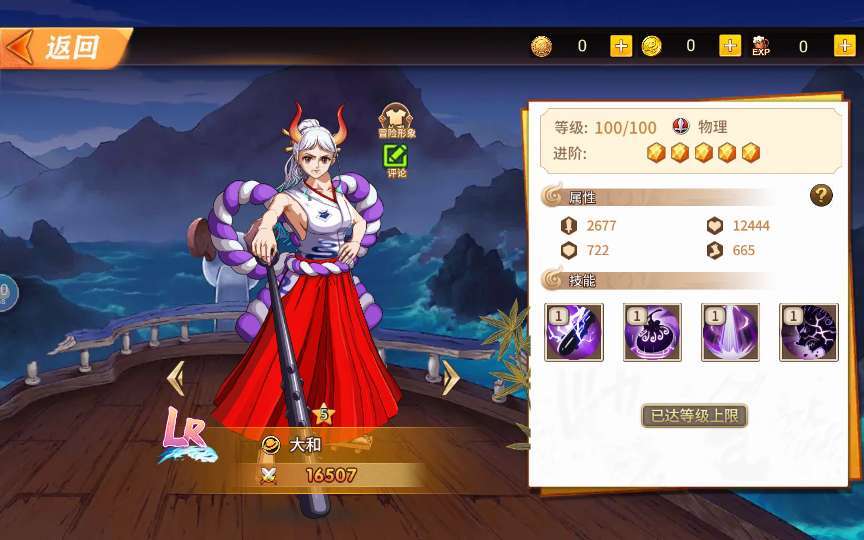 返回
0
0
EXP
0
冒险形象
评论
等级: 100/100 物理
进阶:
属性
?
2677
12444
722
665
技能
1
1
1
1
已达等级上限
LR
5
大和
16507